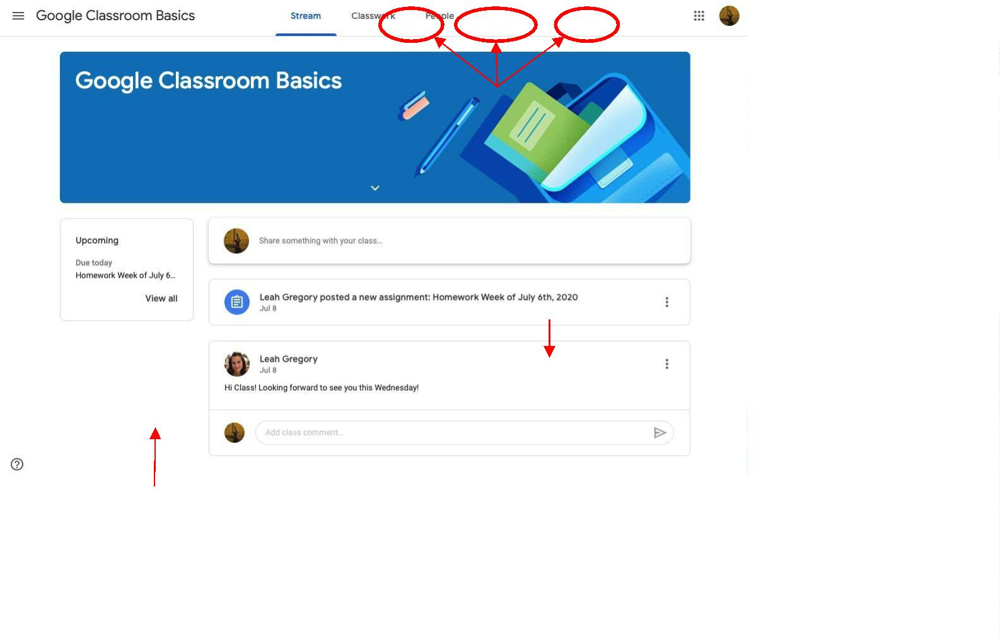 Google Classroom Basics
Stream Classwork People
Google Classroom Basics
Upcoming
Due today
Homework Week of July 6...
View all
Share something with your class...
Leah Gregory posted a new assignment: Homework Week of July 6th, 2020
Jul 8
Leah Gregory
Jul 8
Hi Class! Looking forward to see you this Wednesday!
Add class comment...